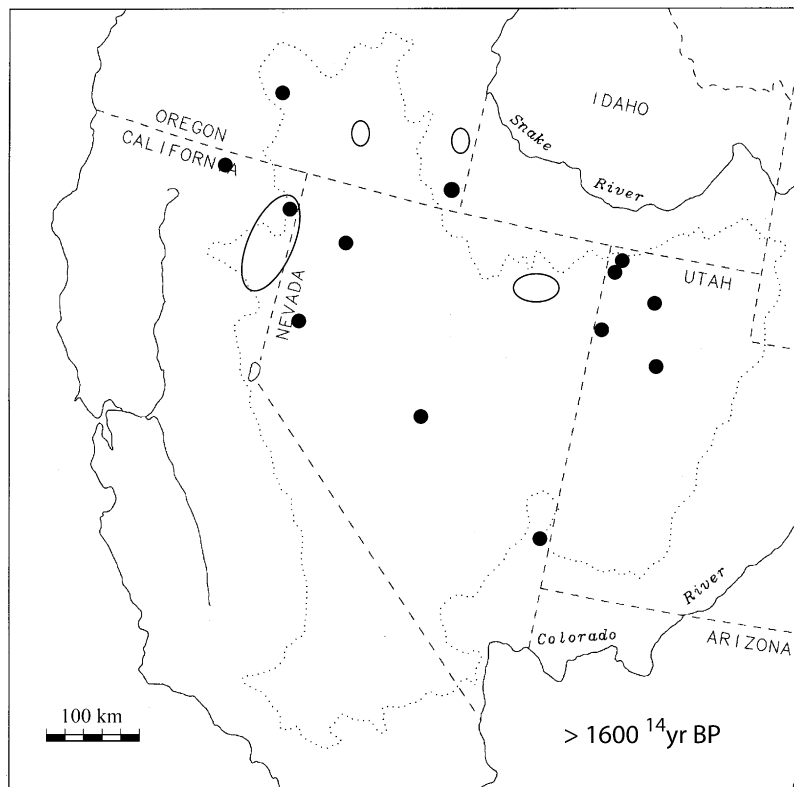 OREGON
CALIFORNIA
IDAHO
Snake
River
NEVADA
UTAH
Colorado
River
ARIZONA
100 km
> 1600 ¹⁴yr BP